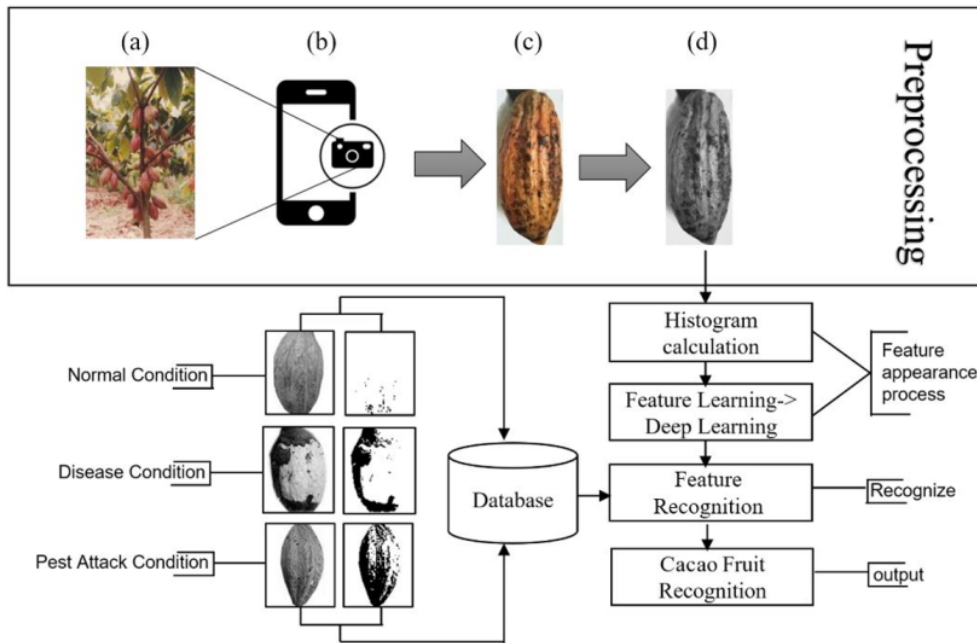 (a)
(b)
(c)
(d)
Preprocessing
Histogram
calculation
Feature
appearance
process
Normal Condition
Feature Learning->
Deep Learning
Disease Condition
Database
Feature
Recognition
Recognize
Pest Attack Condition
Cacao Fruit
Recognition
output